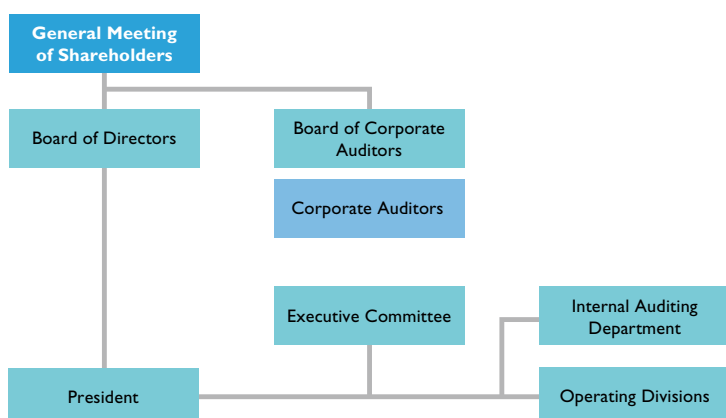 General Meeting
of Shareholders
Board of Directors
Board of Corporate
Auditors
Corporate Auditors
Executive Committee
Internal Auditing
Department
President
Operating Divisions